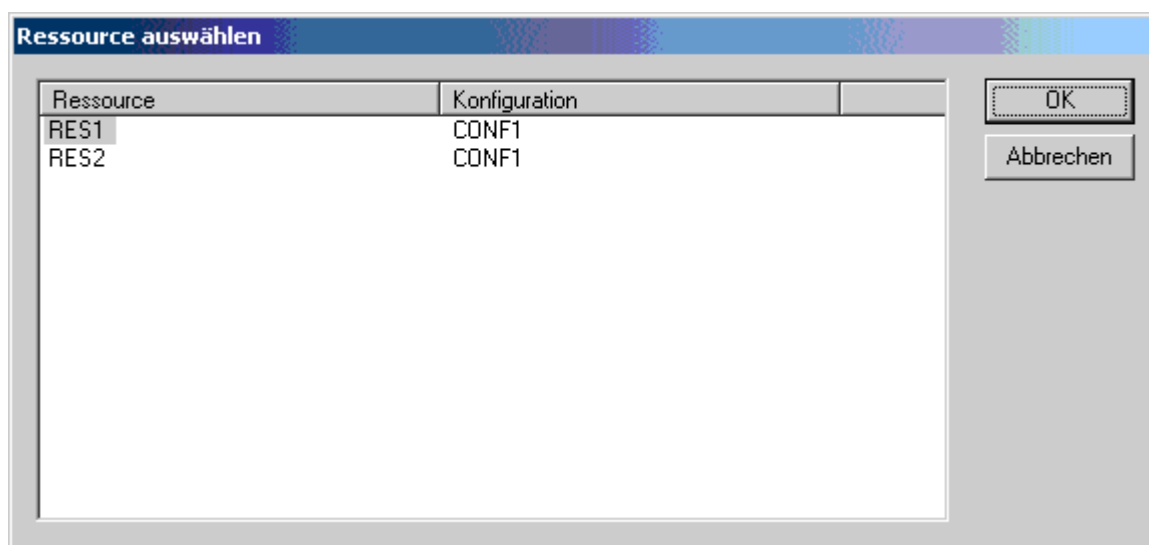 Ressource auswählen
Ressource Konfiguration
OK
RES1 CONF1
RES2 CONF1
Abbrechen